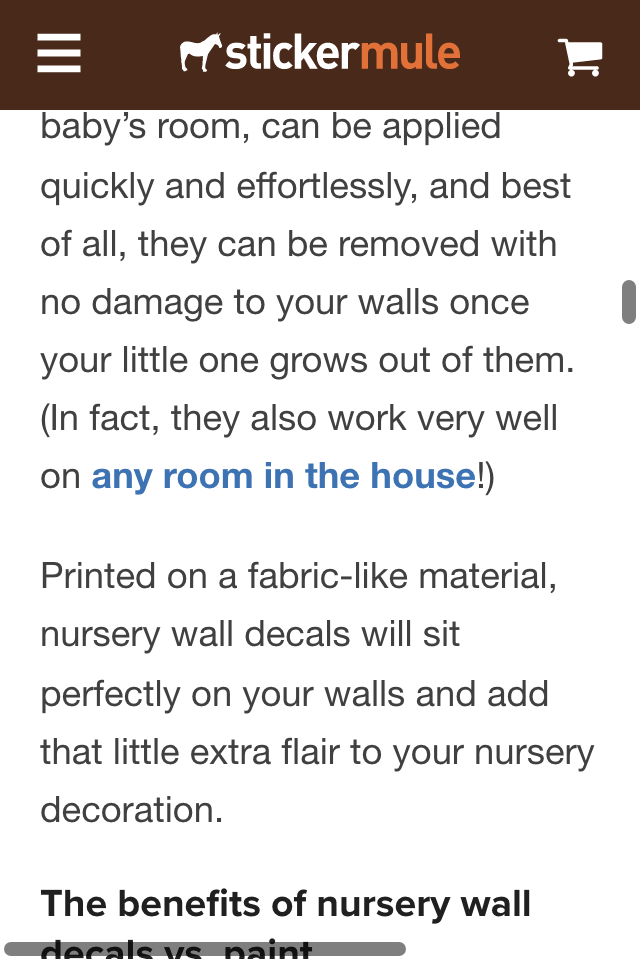 stickermule
baby’s room, can be applied
quickly and effortlessly, and best
of all, they can be removed with
no damage to your walls once
your little one grows out of them.
(In fact, they also work very well
on any room in the house!)
Printed on a fabric-like material,
nursery wall decals will sit
perfectly on your walls and add
that little extra flair to your nursery
decoration.
The benefits of nursery wall
decals vs. paint